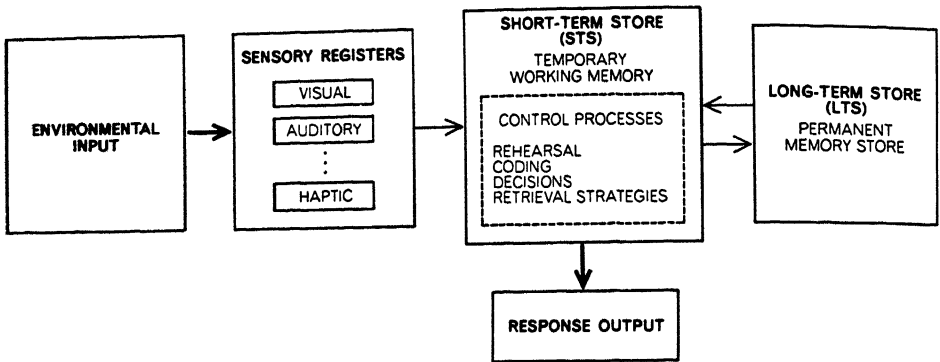 ENVIRONMENTAL
INPUT
SENSORY REGISTERS
VISUAL
AUDITORY
HAPTIC
SHORT-TERM STORE
(STS)
TEMPORARY
WORKING MEMORY
CONTROL PROCESSES
REHEARSAL
CODING
DECISIONS
RETRIEVAL STRATEGIES
LONG-TERM STORE
(LTS)
PERMANENT
MEMORY STORE
RESPONSE OUTPUT